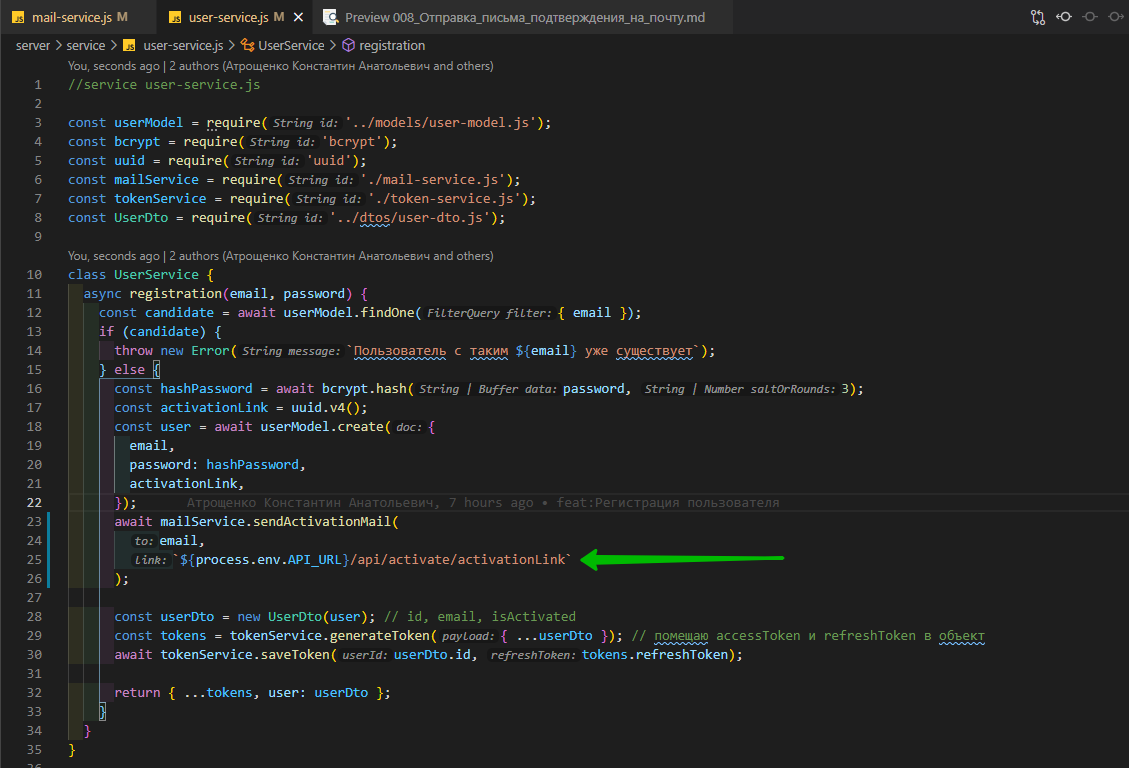 JS mail-service.js M
JS user-service.js M
Preview 008_Отправка_письма_подтверждения_на_почту.md
server > service > JS user-service.js > UserService > registration
You, seconds ago | 2 authors (Атрощенко Константин Анатольевич and others)
1 //service user-service.js
2
3 const userModel = require(String id: '../models/user-model.js');
4 const bcrypt = require(String id: 'bcrypt');
5 const uuid = require(String id: 'uuid');
6 const mailService = require(String id: './mail-service.js');
7 const tokenService = require(String id: './token-service.js');
8 const UserDto = require(String id: '../dtos/user-dto.js');
9
You, seconds ago | 2 authors (Атрощенко Константин Анатольевич and others)
10 class UserService {
11 async registration(email, password) {
12 const candidate = await userModel.findOne(FilterQuery filter: { email });
13 if (candidate) {
14 throw new Error(String message: `Пользователь с таким ${email} уже существует`);
15 } else {
16 const hashPassword = await bcrypt.hash(String | Buffer data: password, String | Number saltOrRounds: 3);
17 const activationLink = uuid.v4();
18 const user = await userModel.create(doc: {
19 email,
20 password: hashPassword,
21 activationLink,
22 }); Атрощенко Константин Анатольевич, 7 hours ago • feat:Регистрация пользователя
23 await mailService.sendActivationMail(
24 to: email,
25 link: `${process.env.API_URL}/api/activate/activationLink`
26 );
27
28 const userDto = new UserDto(user); // id, email, isActivated
29 const tokens = tokenService.generateToken(payload: { ...userDto }); // помещаю accessToken и refreshToken в объект
30 await tokenService.saveToken(userId: userDto.id, refreshToken: tokens.refreshToken);
31
32 return { ...tokens, user: userDto };
33 }
34 }
35 }
36